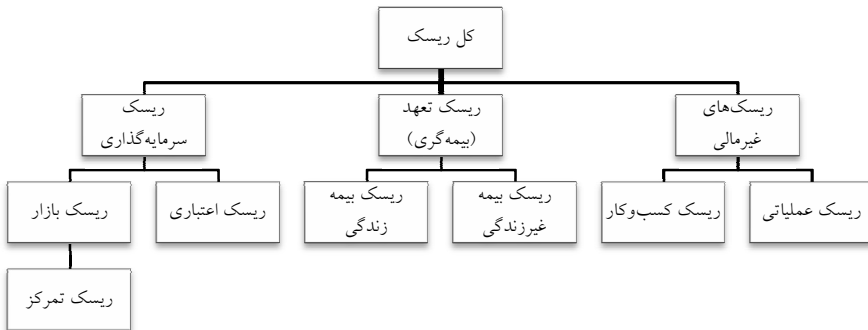 کل ریسک
ریسک‌های
غیرمالی
ریسک تعهد
(بیمه‌گری)
ریسک
سرمایه‌گذاری
ریسک عملیاتی
ریسک کسب‌وکار
ریسک بیمه
غیرزندگی
ریسک بیمه
زندگی
ریسک اعتباری
ریسک بازار
ریسک تمرکز